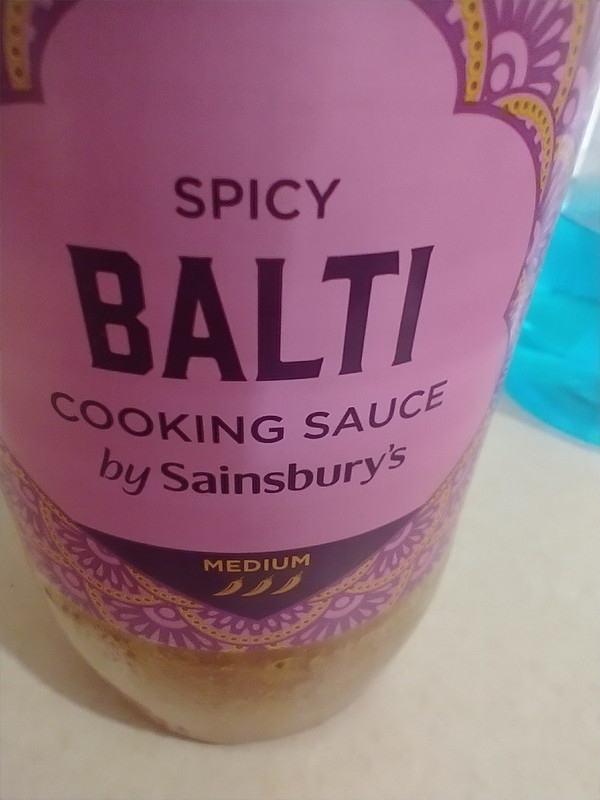 SPICY
BALTI
COOKING SAUCE
by Sainsbury's
MEDIUM